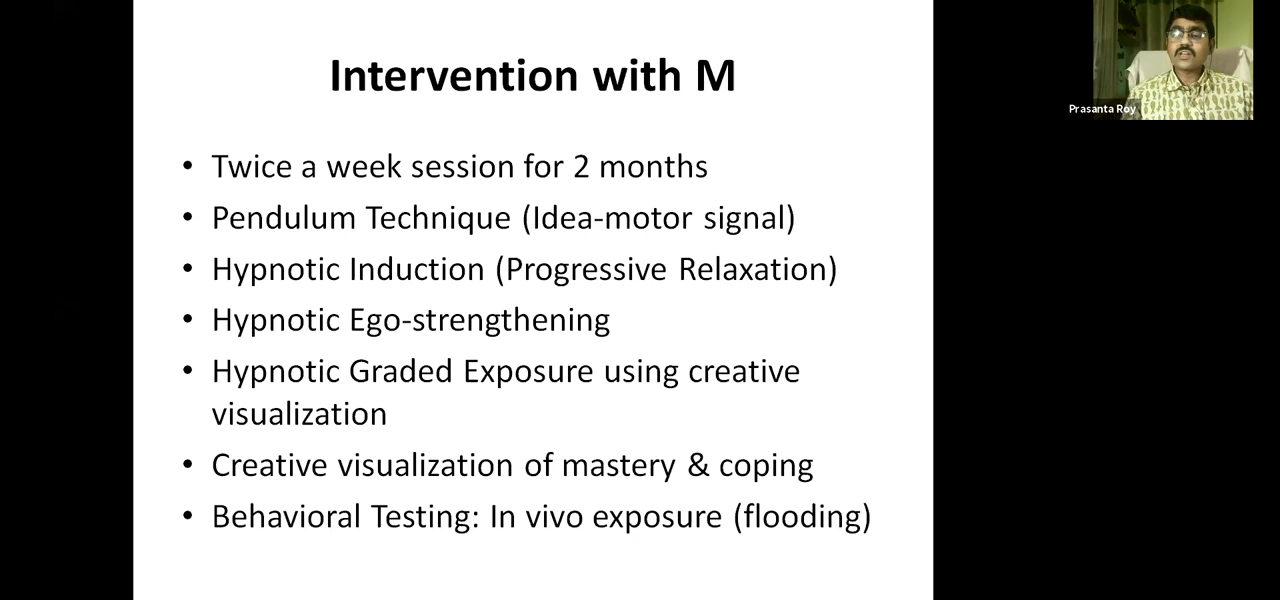 Intervention with M
Prasanta Roy
• Twice a week session for 2 months
• Pendulum Technique (Idea-motor signal)
• Hypnotic Induction (Progressive Relaxation)
• Hypnotic Ego-strengthening
• Hypnotic Graded Exposure using creative
visualization
• Creative visualization of mastery & coping
• Behavioral Testing: In vivo exposure (flooding)